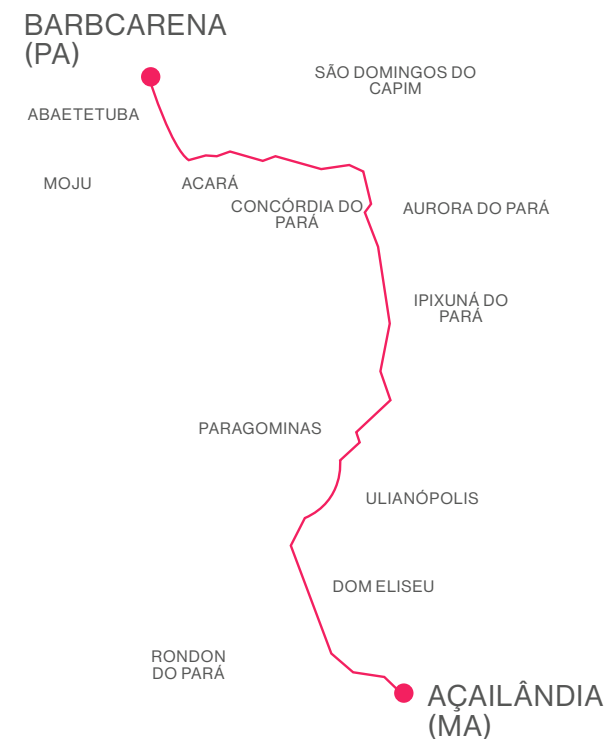 BARBCARENA
(PA)
SÃO DOMINGOS DO
CAPIM
ABAETETUBA
MOJU
ACARÁ
CONCÓRDIA DO
PARÁ
AURORA DO PARÁ
IPIXUNÁ DO
PARÁ
PARAGOMINAS
ULIANÓPOLIS
DOM ELISEU
RONDON
DO PARÁ
AÇAILÂNDIA
(MA)